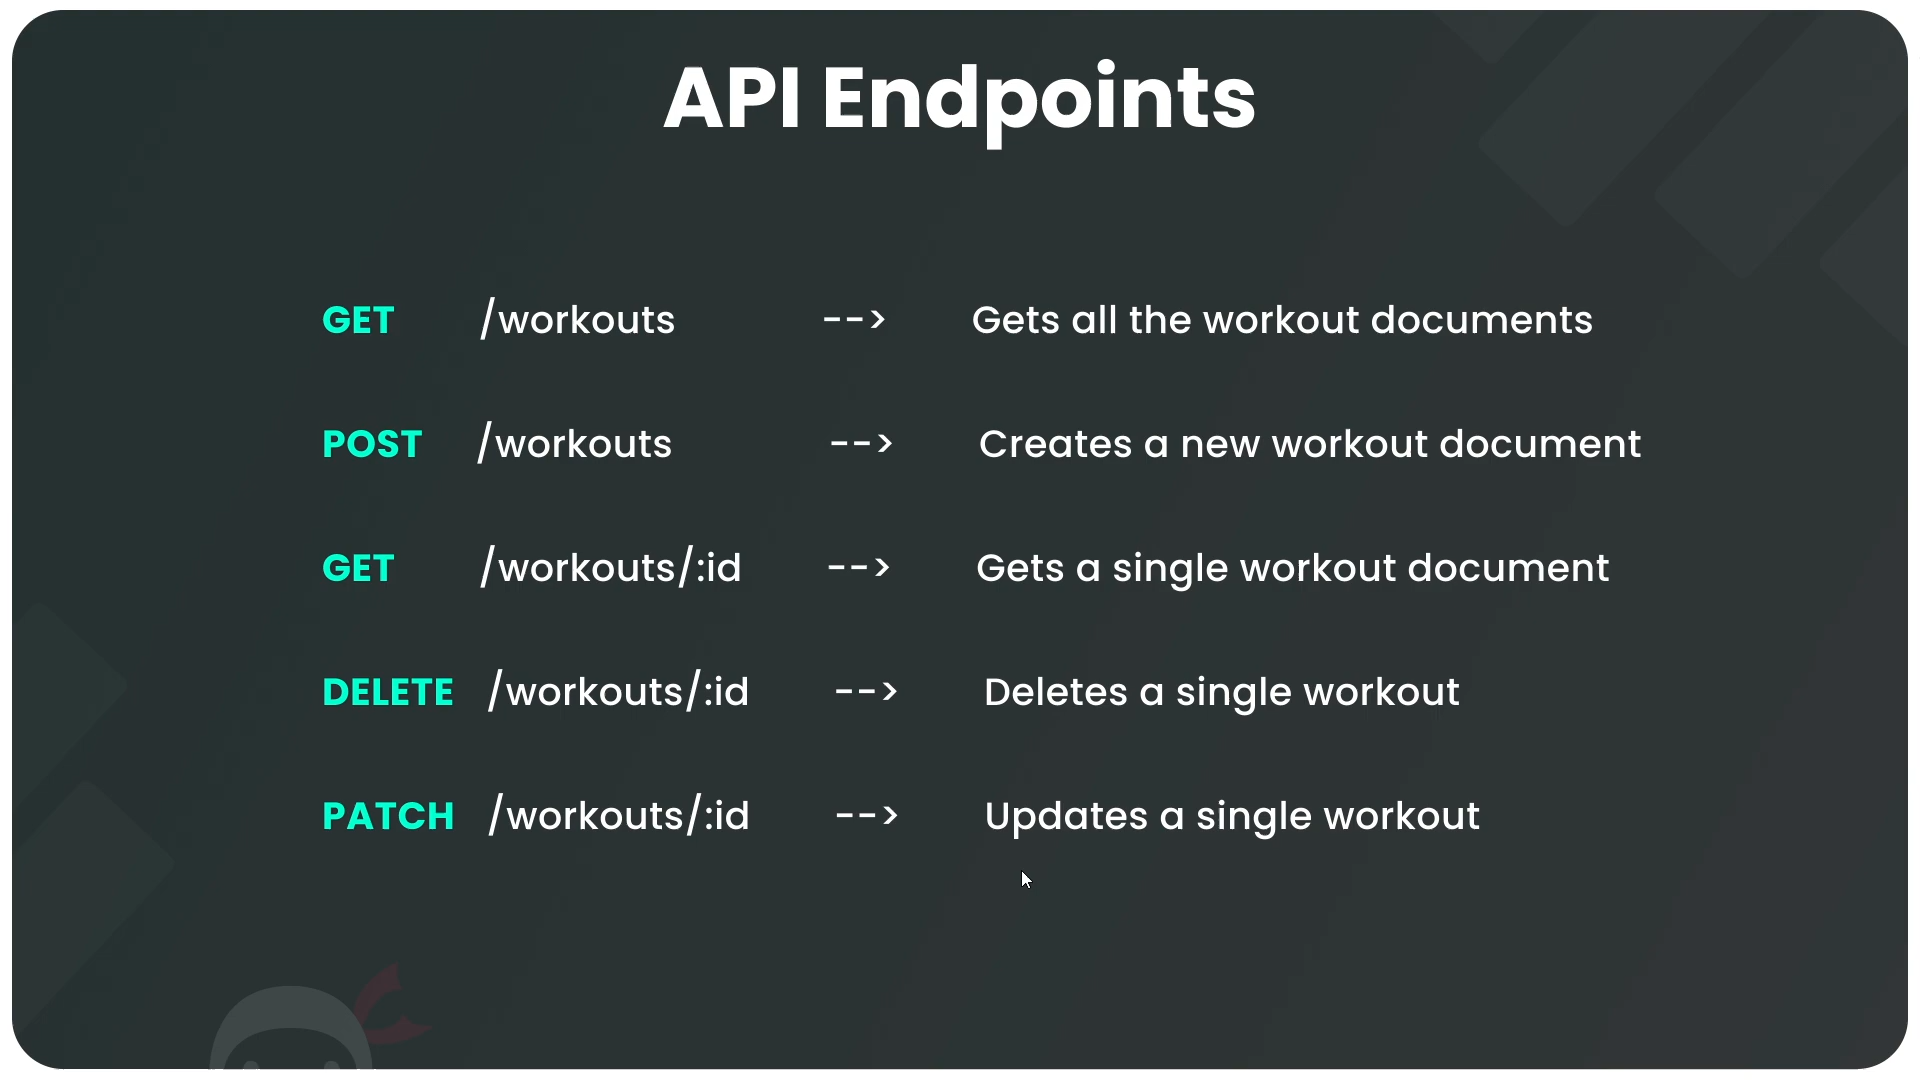 API Endpoints
GET /workouts --> Gets all the workout documents
POST /workouts --> Creates a new workout document
GET /workouts/:id --> Gets a single workout document
DELETE /workouts/:id --> Deletes a single workout
PATCH /workouts/:id --> Updates a single workout